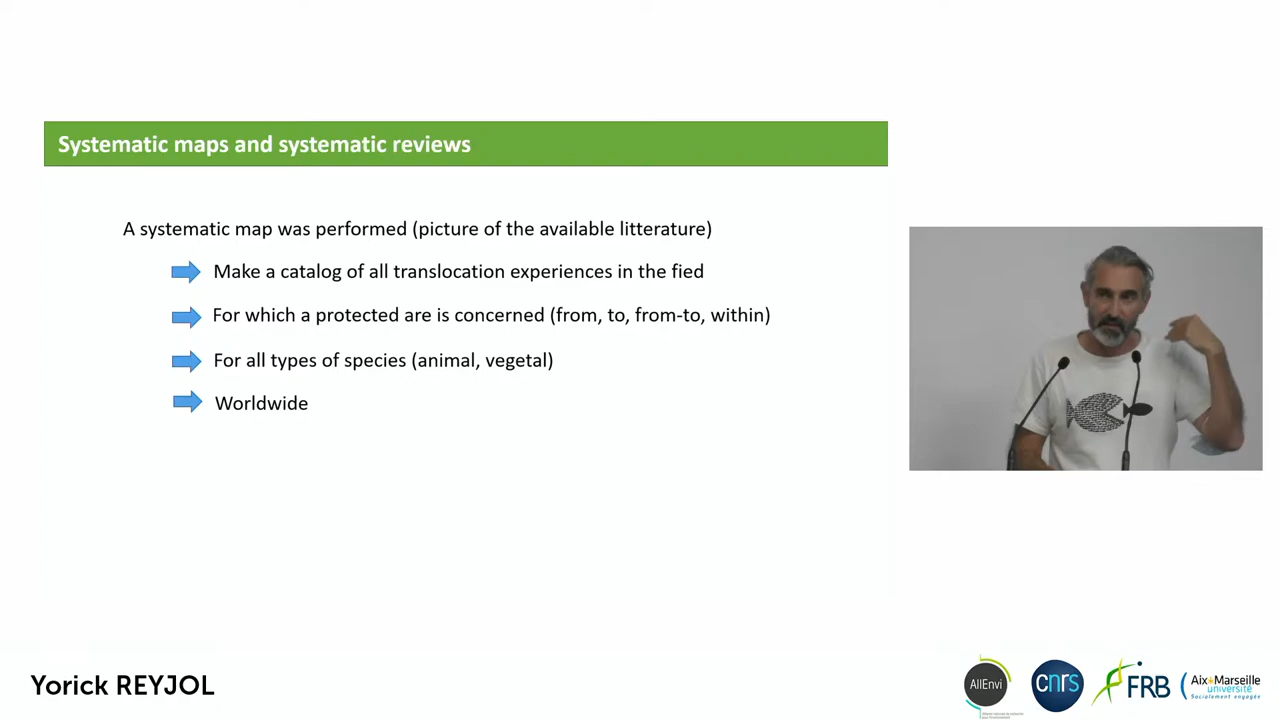 Systematic maps and systematic reviews
A systematic map was performed (picture of the available litterature)
Make a catalog of all translocation experiences in the fied
For which a protected are is concerned (from, to, from-to, within)
For all types of species (animal, vegetal)
Worldwide
Yorick REYJOL
AllEnvi
cnrs
FRB
Aix Marseille
université
Socialement engagée